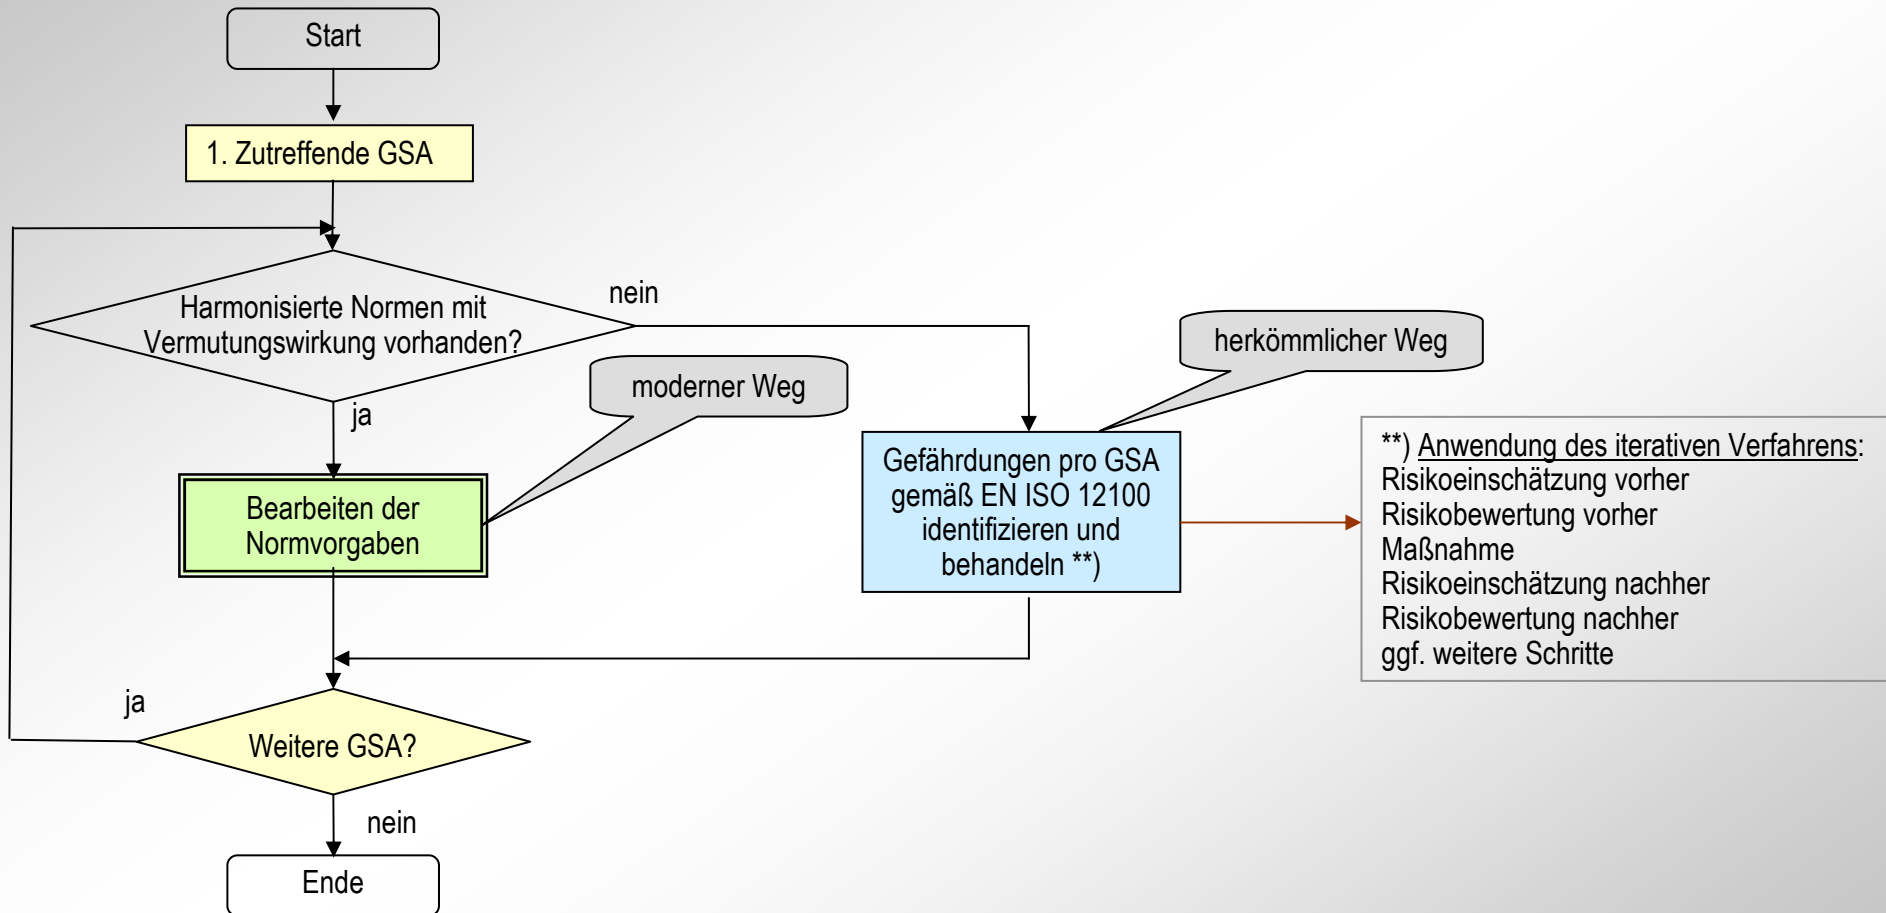 Start
1. Zutreffende GSA
Harmonisierte Normen mit
Vermutungswirkung vorhanden?
nein
ja
moderner Weg
herkömmlicher Weg
Bearbeiten der
Normvorgaben
Gefährdungen pro GSA
gemäß EN ISO 12100
identifizieren und
behandeln **)
**) Anwendung des iterativen Verfahrens:
Risikoeinschätzung vorher
Risikobewertung vorher
Maßnahme
Risikoeinschätzung nachher
Risikobewertung nachher
ggf. weitere Schritte
ja
Weitere GSA?
nein
Ende